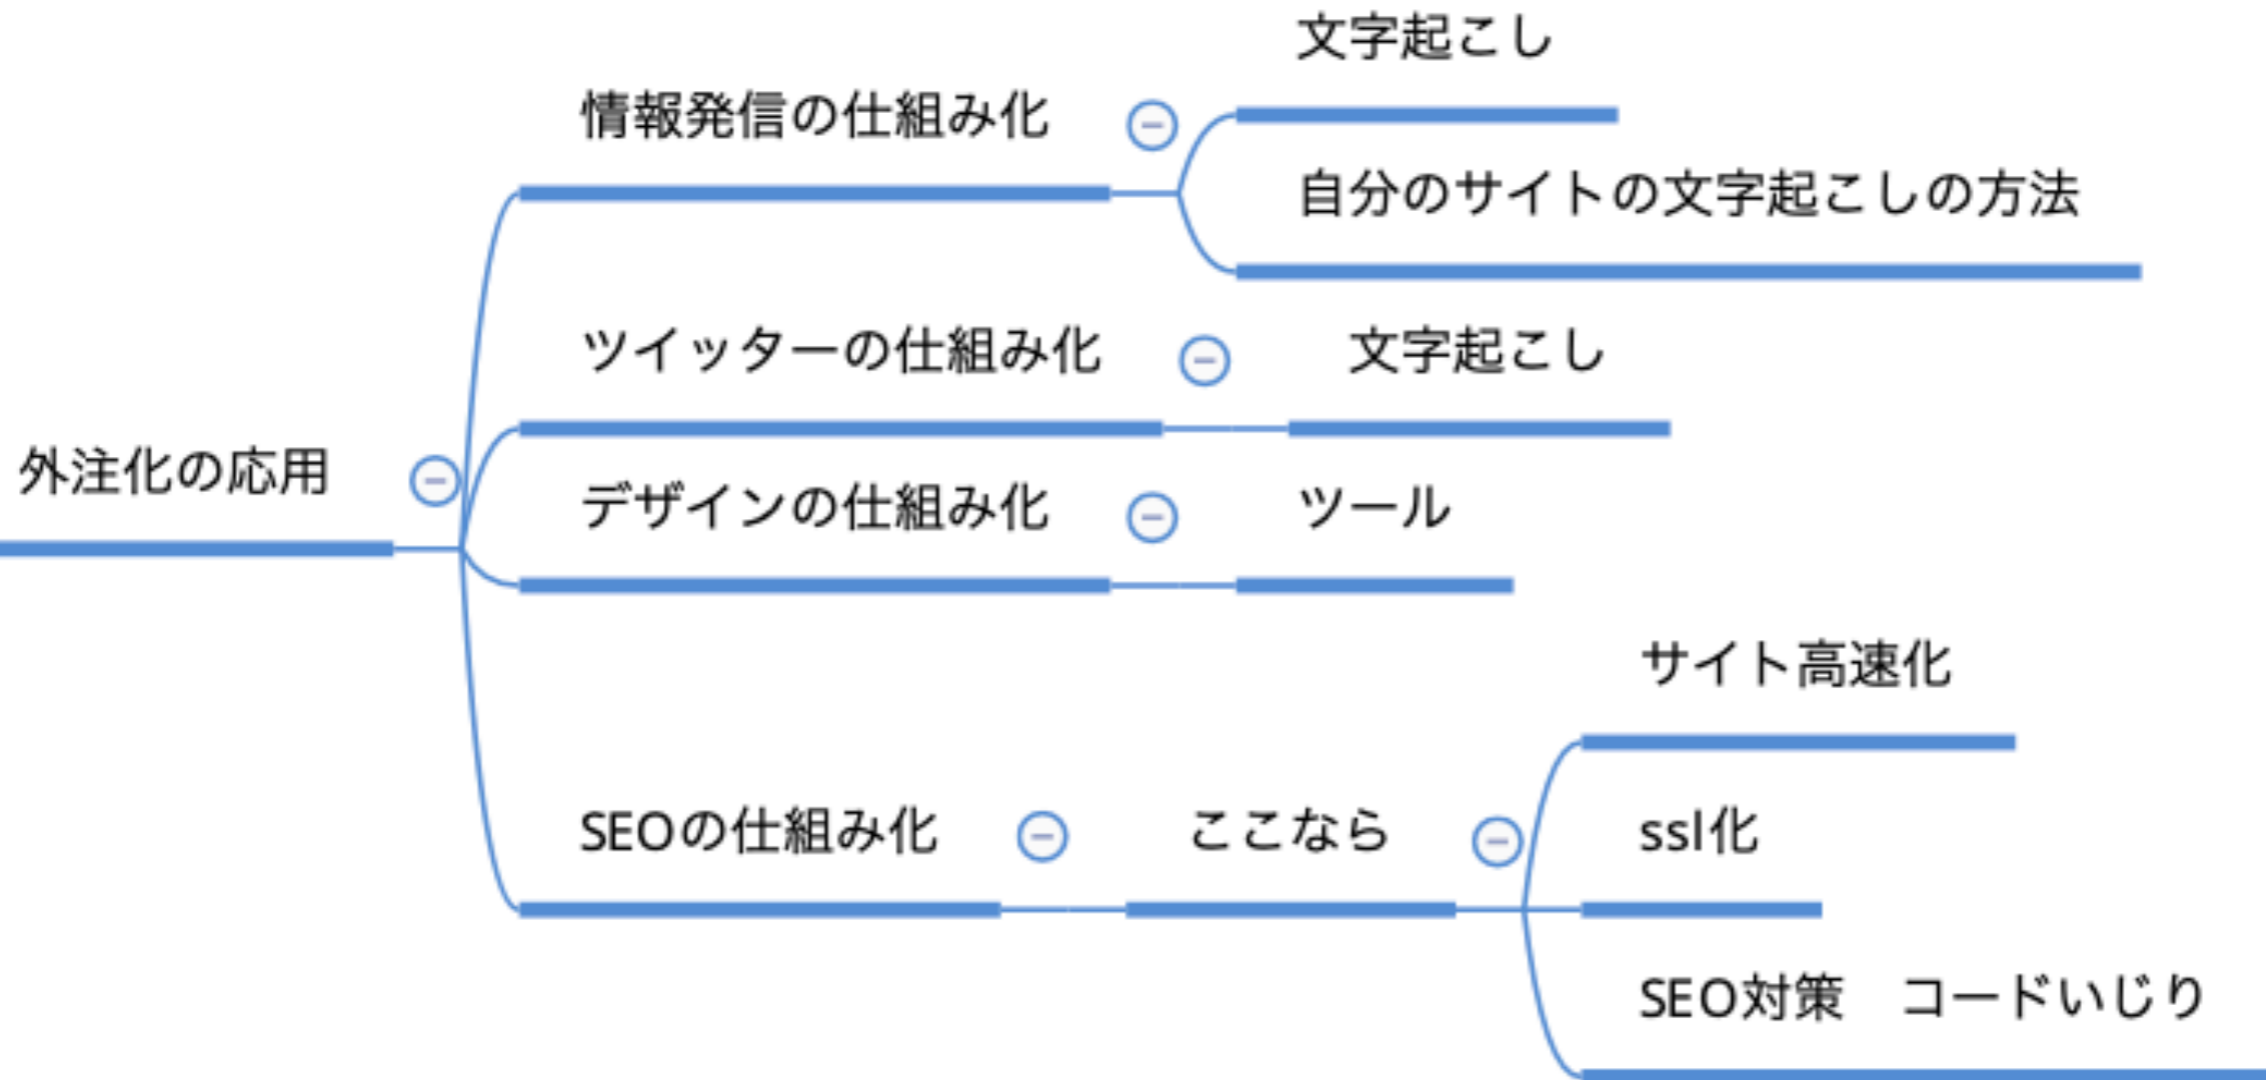 外注化の応用
情報発信の仕組み化
文字起こし
自分のサイトの文字起こしの方法
ツイッターの仕組み化
文字起こし
デザインの仕組み化
ツール
SEOの仕組み化
ここなら
サイト高速化
ssl化
SEO対策　コードいじり